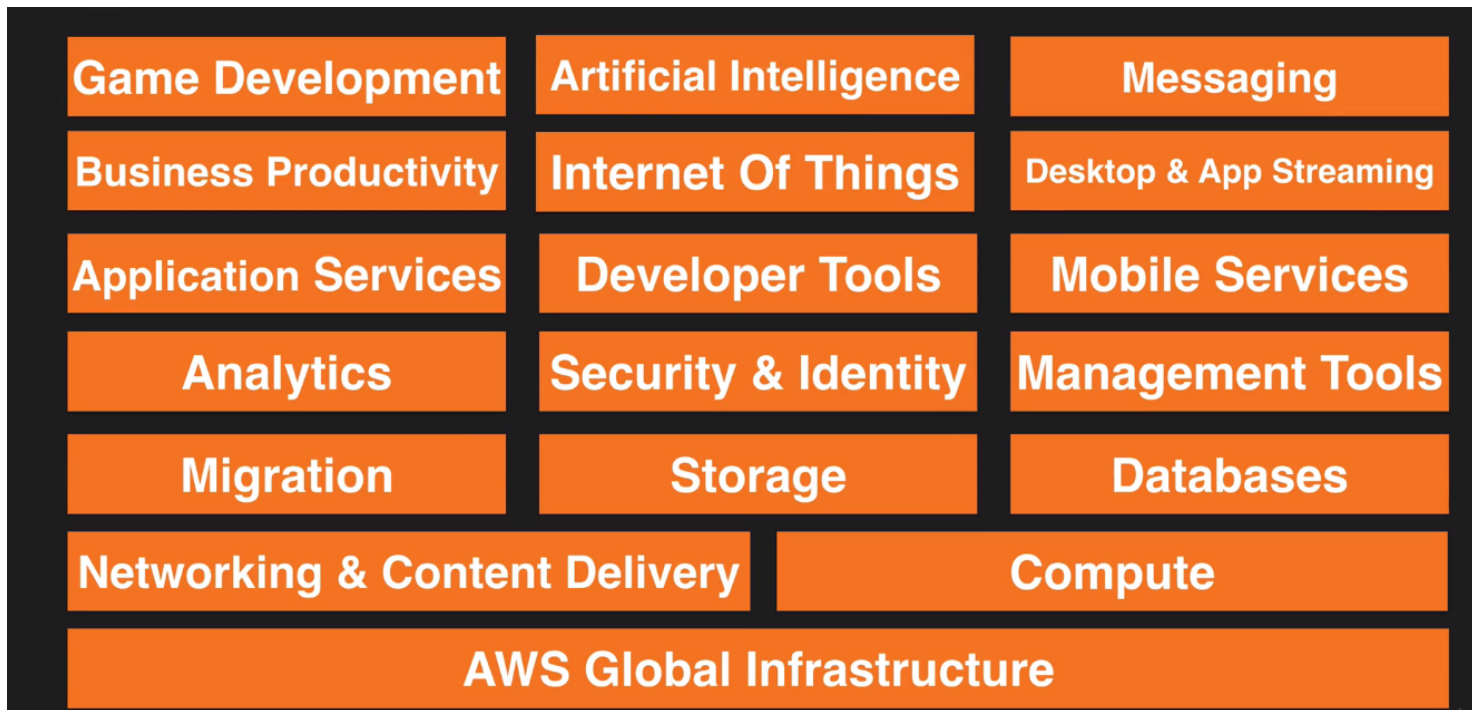 Game Development
Artificial Intelligence
Messaging
Business Productivity
Internet Of Things
Desktop & App Streaming
Application Services
Developer Tools
Mobile Services
Analytics
Security & Identity
Management Tools
Migration
Storage
Databases
Networking & Content Delivery
Compute
AWS Global Infrastructure